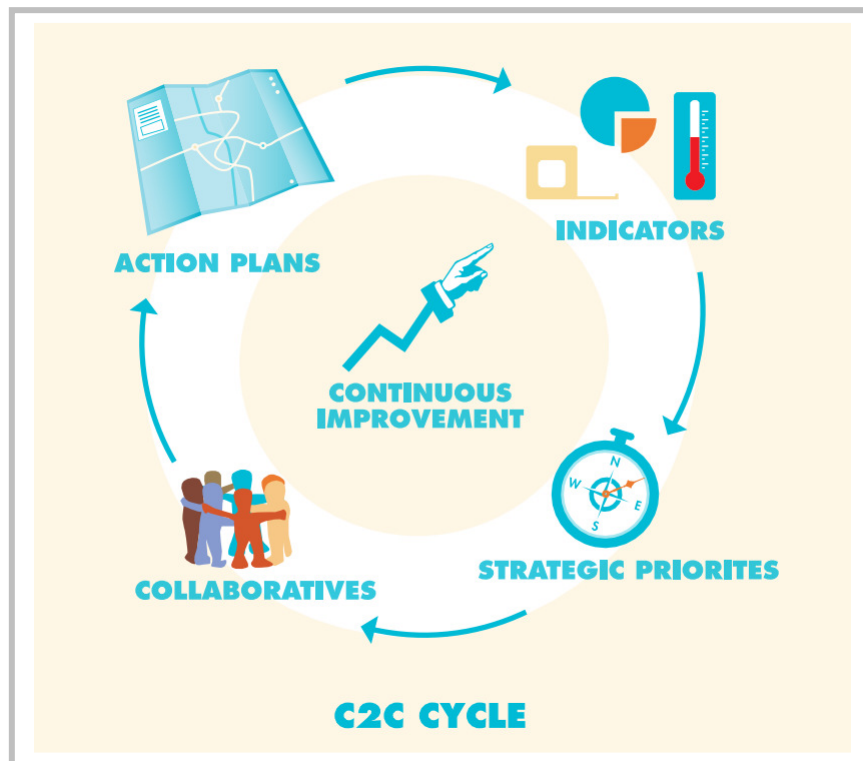 ACTION PLANS
INDICATORS
CONTINUOUS
IMPROVEMENT
N
W
E
S
STRATEGIC PRIORITES
COLLABORATIVES
C2C CYCLE